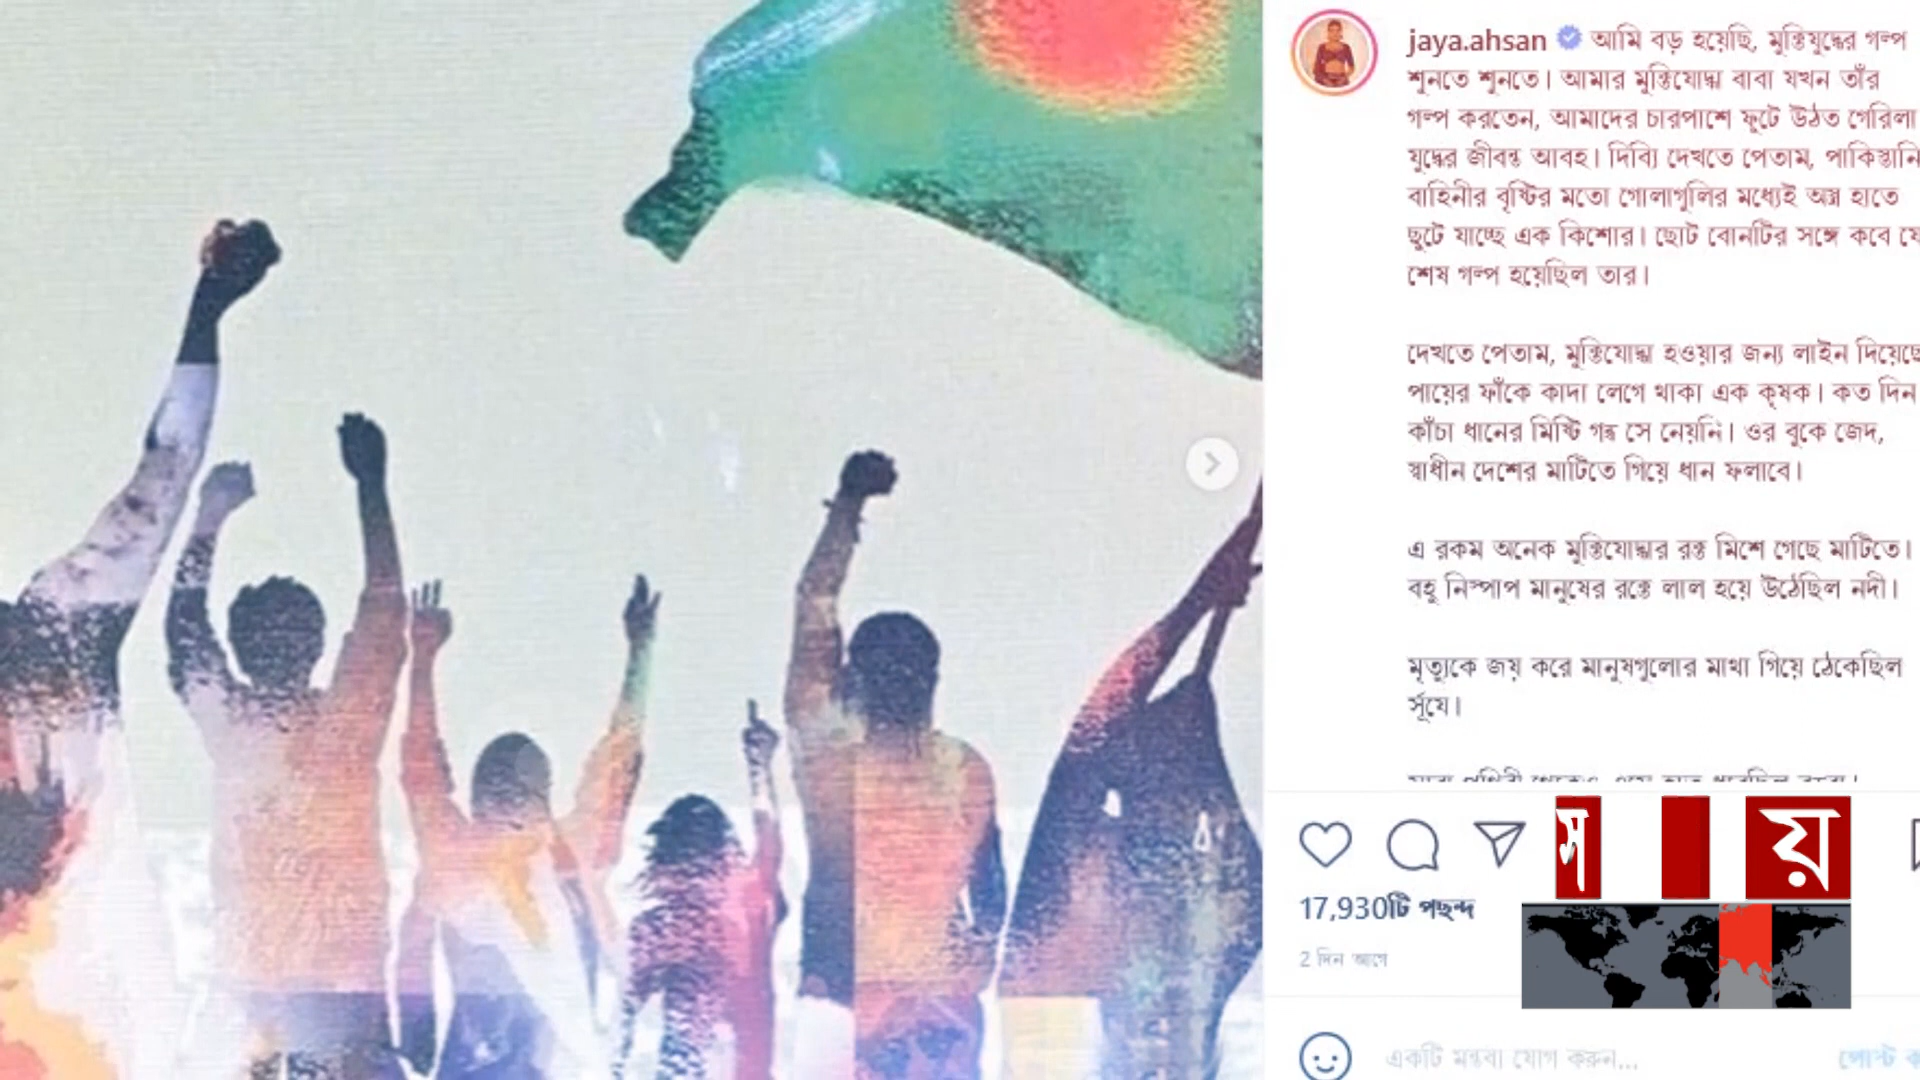 jaya.ahsan আমি বড় হয়েছি, মুক্তিযুদ্ধের গল্প
শুনতে শুনতে। আমার মুক্তিযোদ্ধা বাবা যখন তাঁর
গল্প করতেন, আমাদের চারপাশে ফুটে উঠত গেরিলা
যুদ্ধের জীবন্ত আবহ। দিব্যি দেখতে পেতাম, পাকিস্তানি
বাহিনীর বৃষ্টির মতো গোলাগুলির মধ্যেই অস্ত্র হাতে
ছুটে যাচ্ছে এক কিশোর। ছোট বোনটির সঙ্গে কবে যে
শেষ গল্প হয়েছিল তার।
দেখতে পেতাম, মুক্তিযোদ্ধা হওয়ার জন্য লাইন দিয়েছে
পায়ের ফাঁকে কাদা লেগে থাকা এক কৃষক। কত দিন
কাঁচা ধানের মিষ্টি গন্ধ সে নেয়নি। ওর বুকে জেদ,
স্বাধীন দেশের মাটিতে গিয়ে ধান ফলাবে।
এ রকম অনেক মুক্তিযোদ্ধার রক্ত মিশে গেছে মাটিতে।
বহু নিস্পাপ মানুষের রক্তে লাল হয়ে উঠেছিল নদী।
মৃত্যুকে জয় করে মানুষগুলোর মাথা গিয়ে ঠেকেছিল
র্সূযে।
স য়
17,930টি পছন্দ
2 দিন আগে
একটি মন্তব্য যোগ করুন...
পোস্ট